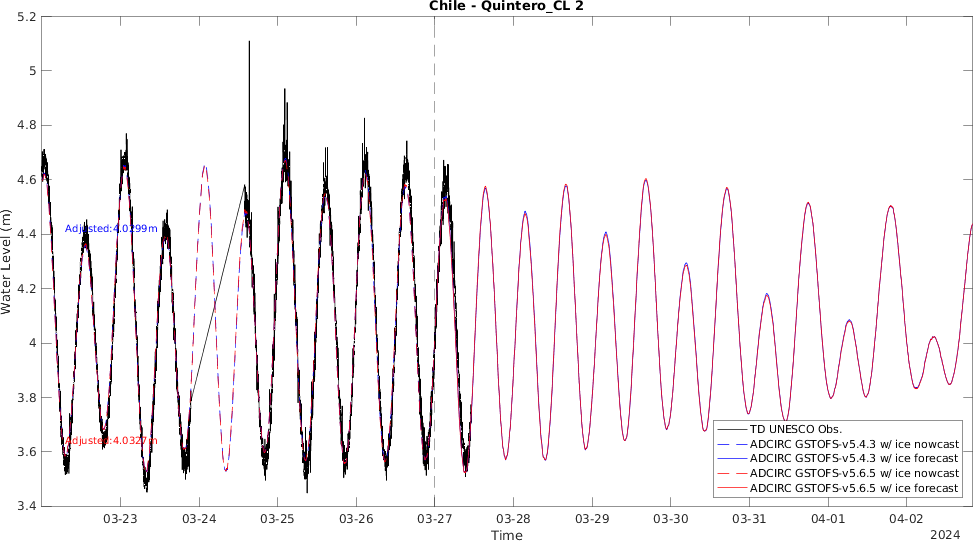 Chile - Quintero_CL 2
5.2
5
4.8
4.6
4.4
4.2
4
3.8
3.6
3.4
Water Level (m)
Adjusted:4.0299m
Adjusted:4.0327m
TD UNESCO Obs.
ADCIRC GSTOFS-v5.4.3 w/ ice nowcast
ADCIRC GSTOFS-v5.4.3 w/ ice forecast
ADCIRC GSTOFS-v5.6.5 w/ ice nowcast
ADCIRC GSTOFS-v5.6.5 w/ ice forecast
03-23 03-24 03-25 03-26 03-27 03-28 03-29 03-30 03-31 04-01 04-02
Time
2024